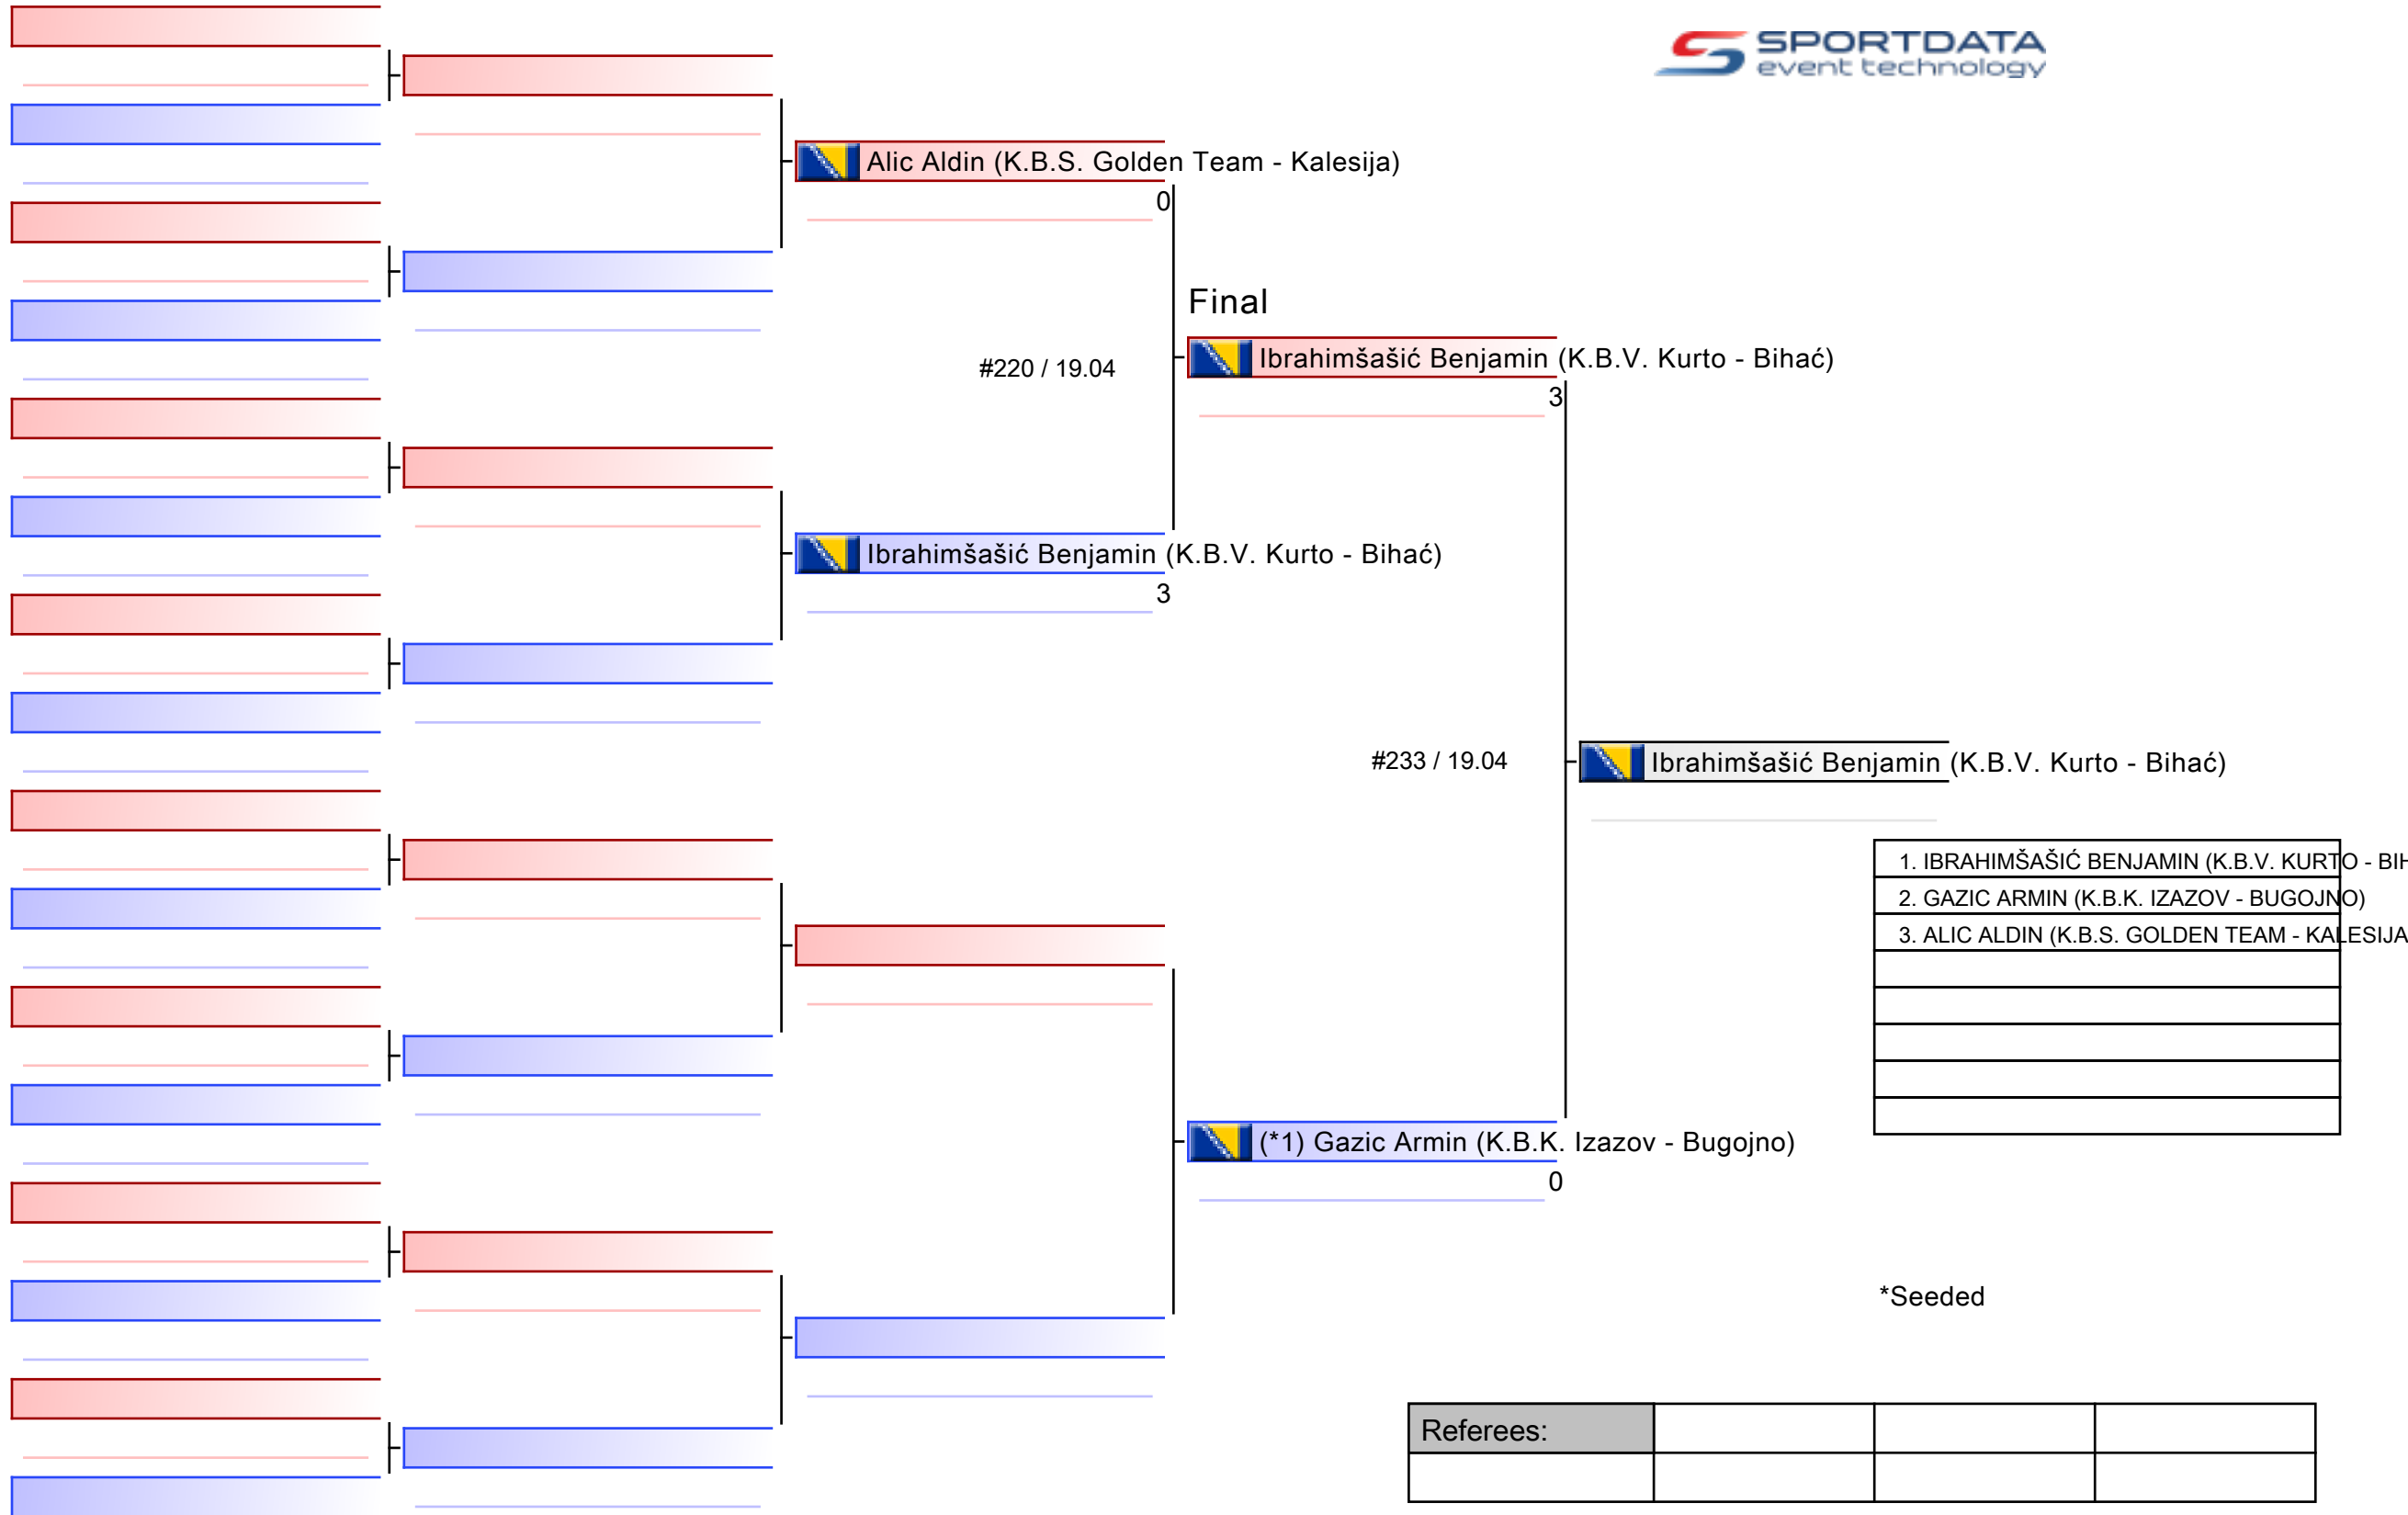 SPORTDATA
event technology
Alic Aldin (K.B.S. Golden Team - Kalesija)
0
Final
#220 / 19.04
Ibrahimšašić Benjamin (K.B.V. Kurto - Bihać)
3
Ibrahimšašić Benjamin (K.B.V. Kurto - Bihać)
3
#233 / 19.04
Ibrahimšašić Benjamin (K.B.V. Kurto - Bihać)
1. IBRAHIMŠAŠIĆ BENJAMIN (K.B.V. KURTO - BIH
2. GAZIC ARMIN (K.B.K. IZAZOV - BUGOJNO)
3. ALIC ALDIN (K.B.S. GOLDEN TEAM - KALESIJA
(*1) Gazic Armin (K.B.K. Izazov - Bugojno)
0
*Seeded
Referees: